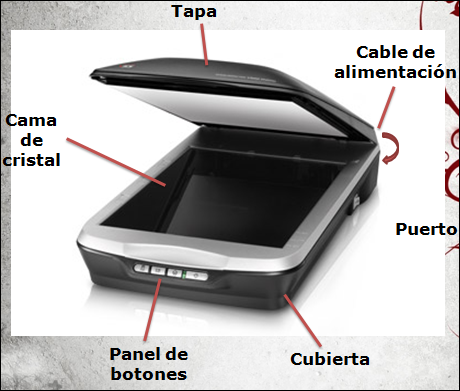 Tapa
Cable de
alimentación
Cama
de
cristal
Puerto
Panel de
botones
Cubierta